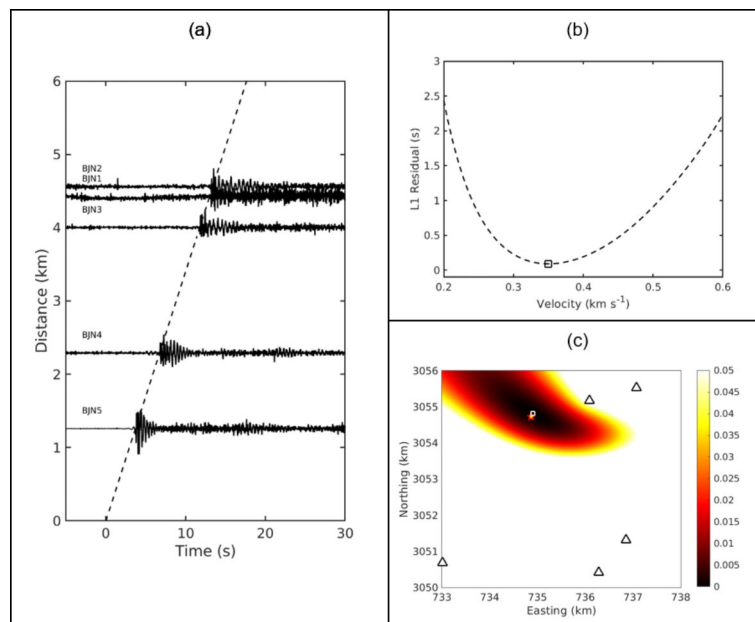 (a)
6
5
4
3
2
1
0
BJN2
BJN1
BJN3
BJN4
BJN5
Distance (km)
0 10 20 30
Time (s)
(b)
3
2.5
2
1.5
1
0.5
0
L1 Residual (s)
0.2 0.3 0.4 0.5 0.6
Velocity (km s⁻¹)
(c)
3056
3055
3054
3053
3052
3051
3050
Northing (km)
733 734 735 736 737 738
Easting (km)
0.05
0.045
0.04
0.035
0.03
0.025
0.02
0.015
0.01
0.005
0